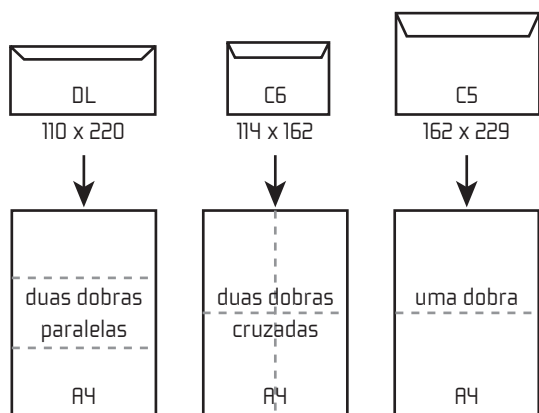 DL
110 x 220
C6
114 x 162
C5
162 x 229
duas dobras
paralelas
A4
duas dobras
cruzadas
A4
uma dobra
A4